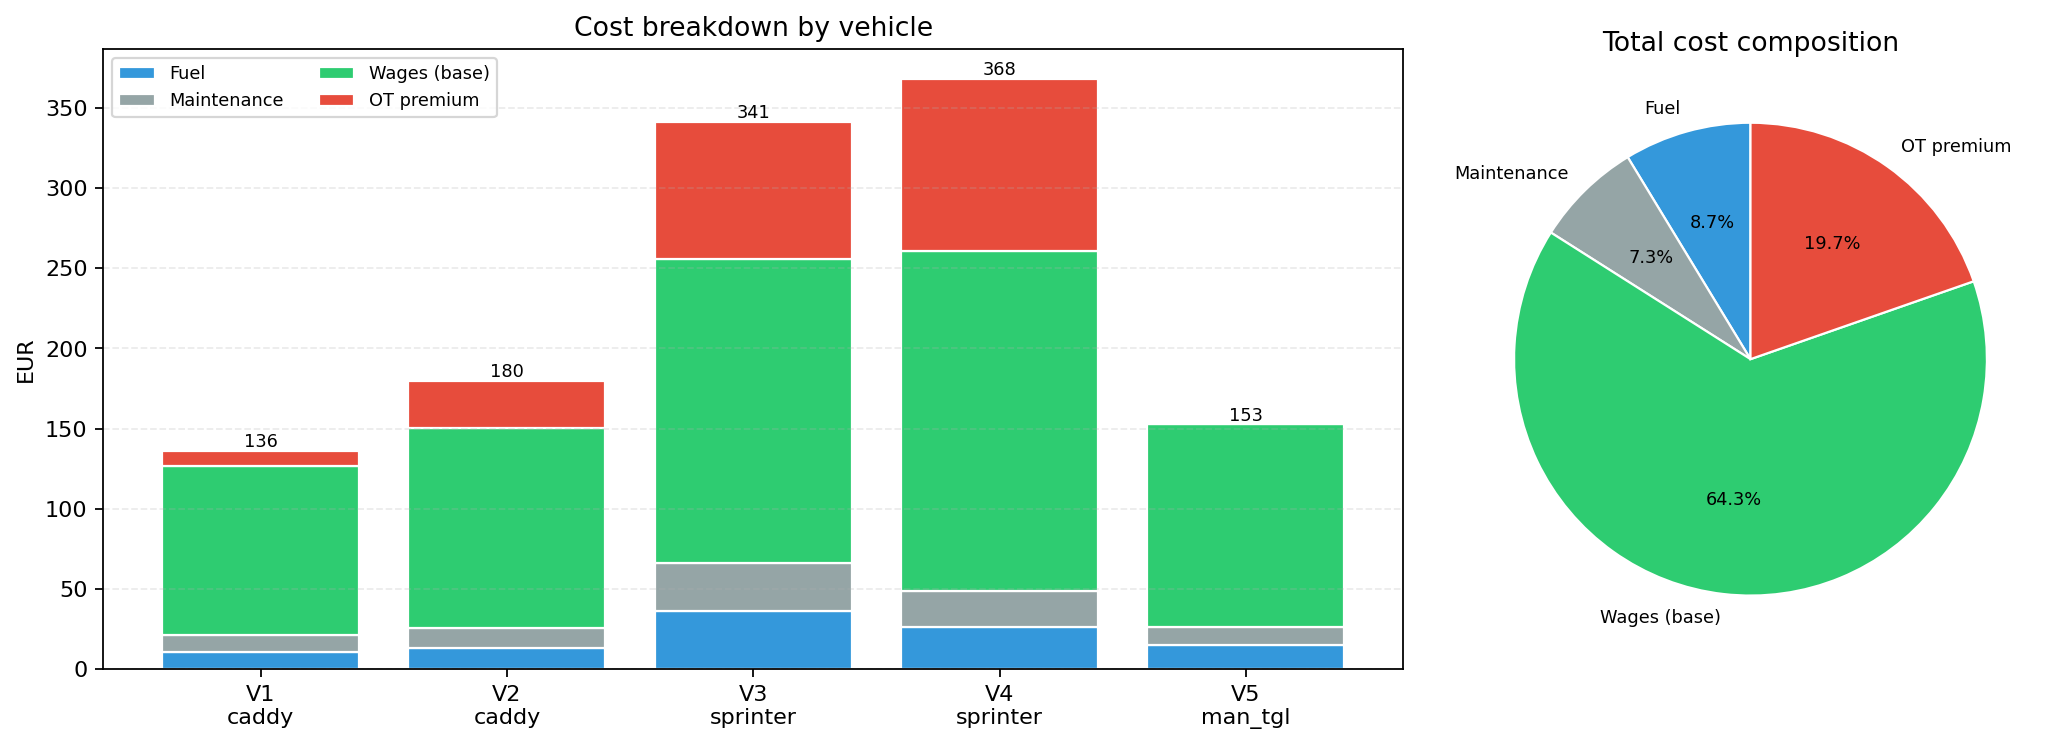 Cost breakdown by vehicle
Fuel
Maintenance
Wages (base)
OT premium
EUR
350
300
250
200
150
100
50
0
136
180
341
368
153
V1
caddy
V2
caddy
V3
sprinter
V4
sprinter
V5
man_tgl
Total cost composition
Fuel
OT premium
Maintenance
8.7%
19.7%
7.3%
64.3%
Wages (base)